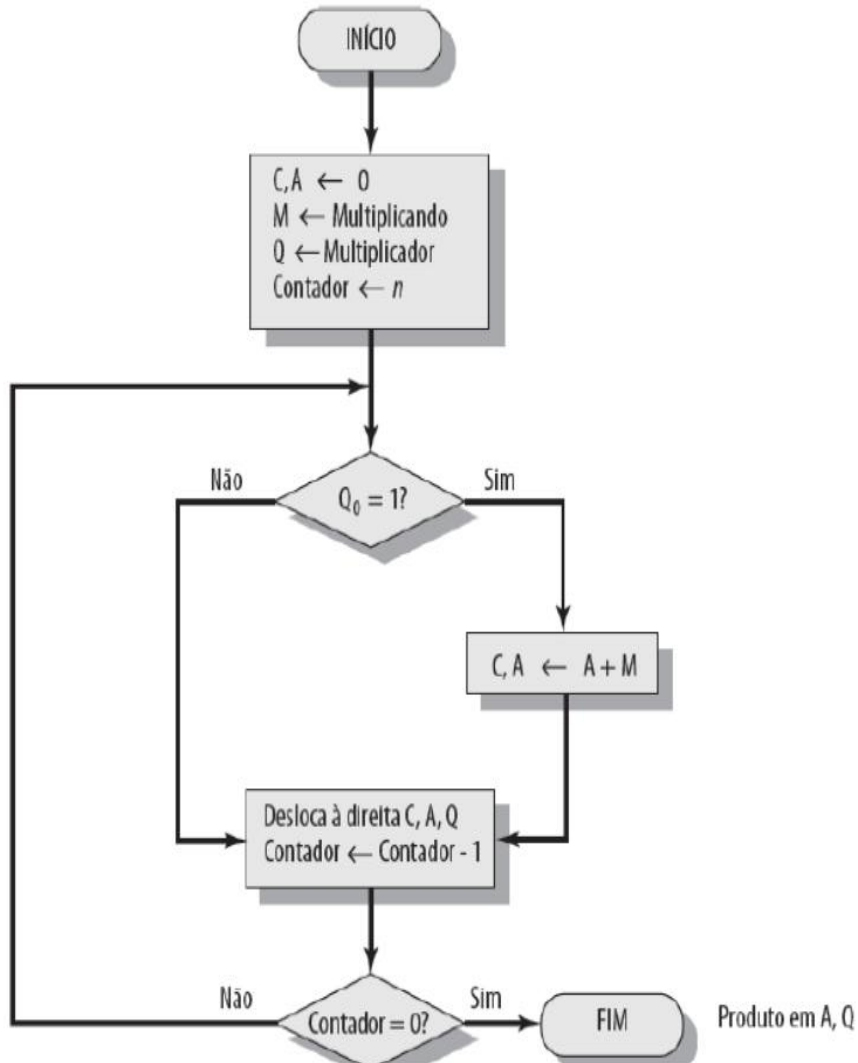 INÍCIO
C, A ← 0
M ← Multiplicando
Q ← Multiplicador
Contador ← n
Não
Q₀ = 1?
Sim
C, A ← A + M
Desloca à direita C, A, Q
Contador ← Contador - 1
Não
Contador = 0?
Sim
FIM
Produto em A, Q